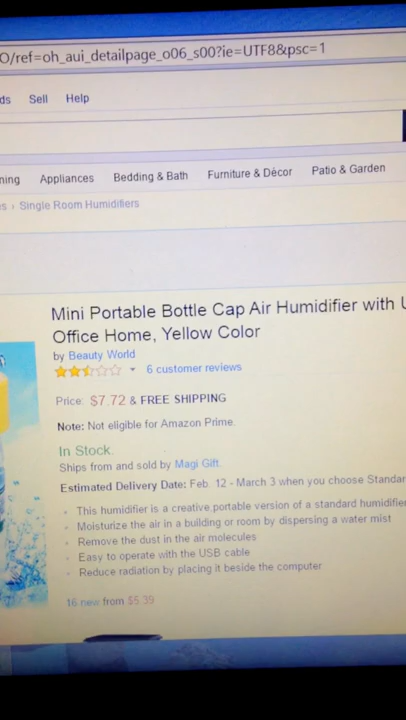 O/ref=oh_aui_detailpage_o06_s00?ie=UTF8&psc=1
ds Sell Help
ning Appliances Bedding & Bath Furniture & Décor Patio & Garden
s › Single Room Humidifiers
Mini Portable Bottle Cap Air Humidifier with U
Office Home, Yellow Color
by Beauty World
6 customer reviews
Price: $7.72 & FREE SHIPPING
Note: Not eligible for Amazon Prime.
In Stock.
Ships from and sold by Magi Gift.
Estimated Delivery Date: Feb. 12 - March 3 when you choose Standar
This humidifier is a creative,portable version of a standard humidifier
Moisturize the air in a building or room by dispersing a water mist
Remove the dust in the air molecules
Easy to operate with the USB cable
Reduce radiation by placing it beside the computer
16 new from $5.39